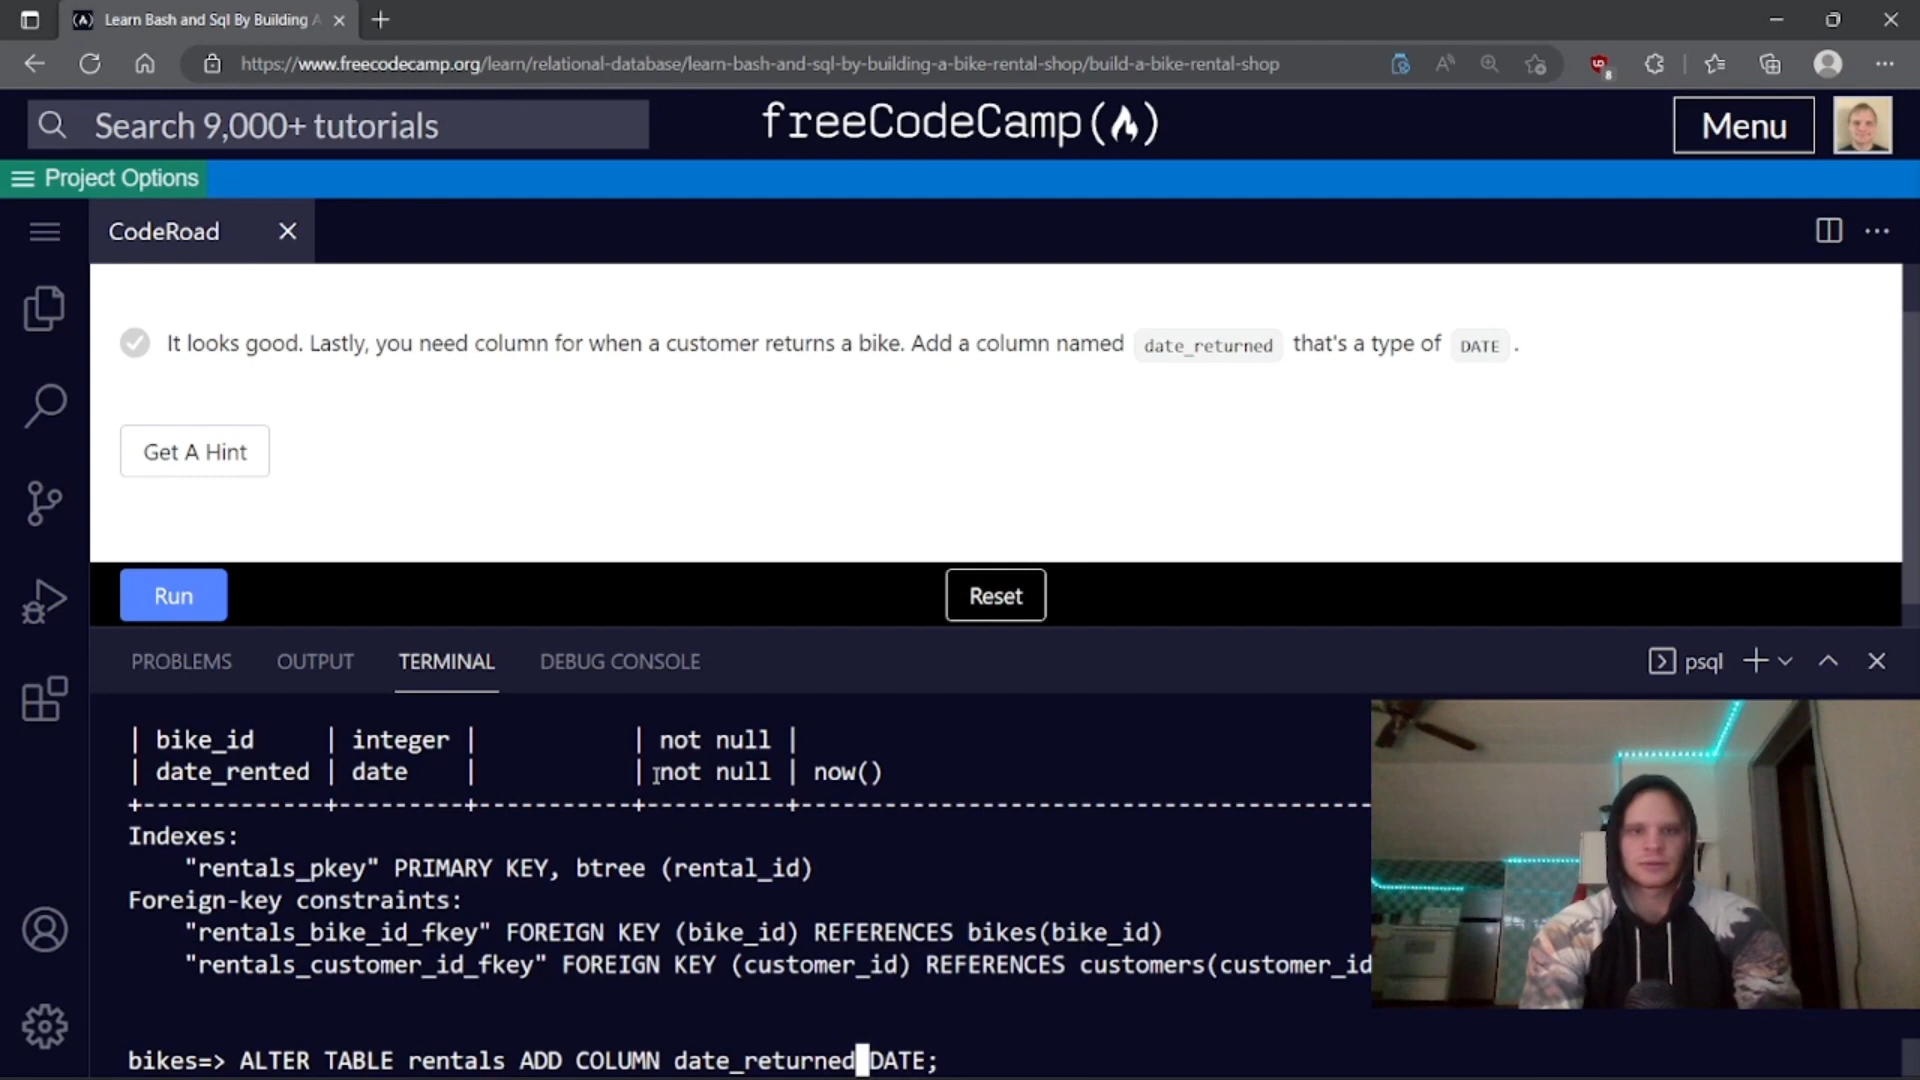 Learn Bash and Sql By Building A
https://www.freecodecamp.org/learn/relational-database/learn-bash-and-sql-by-building-a-bike-rental-shop/build-a-bike-rental-shop
8
Search 9,000+ tutorials
freeCodeCamp
Menu
Project Options
CodeRoad
It looks good. Lastly, you need column for when a customer returns a bike. Add a column named date_returned that's a type of DATE .
Get A Hint
Run
Reset
PROBLEMS OUTPUT TERMINAL DEBUG CONSOLE
psql
| bike_id | integer | | not null |
| date_rented | date | | not null | now()
+-------------+---------+-----------+----------+-----------------------------------------
Indexes:
"rentals_pkey" PRIMARY KEY, btree (rental_id)
Foreign-key constraints:
"rentals_bike_id_fkey" FOREIGN KEY (bike_id) REFERENCES bikes(bike_id)
"rentals_customer_id_fkey" FOREIGN KEY (customer_id) REFERENCES customers(customer_id
bikes=> ALTER TABLE rentals ADD COLUMN date_returned DATE;